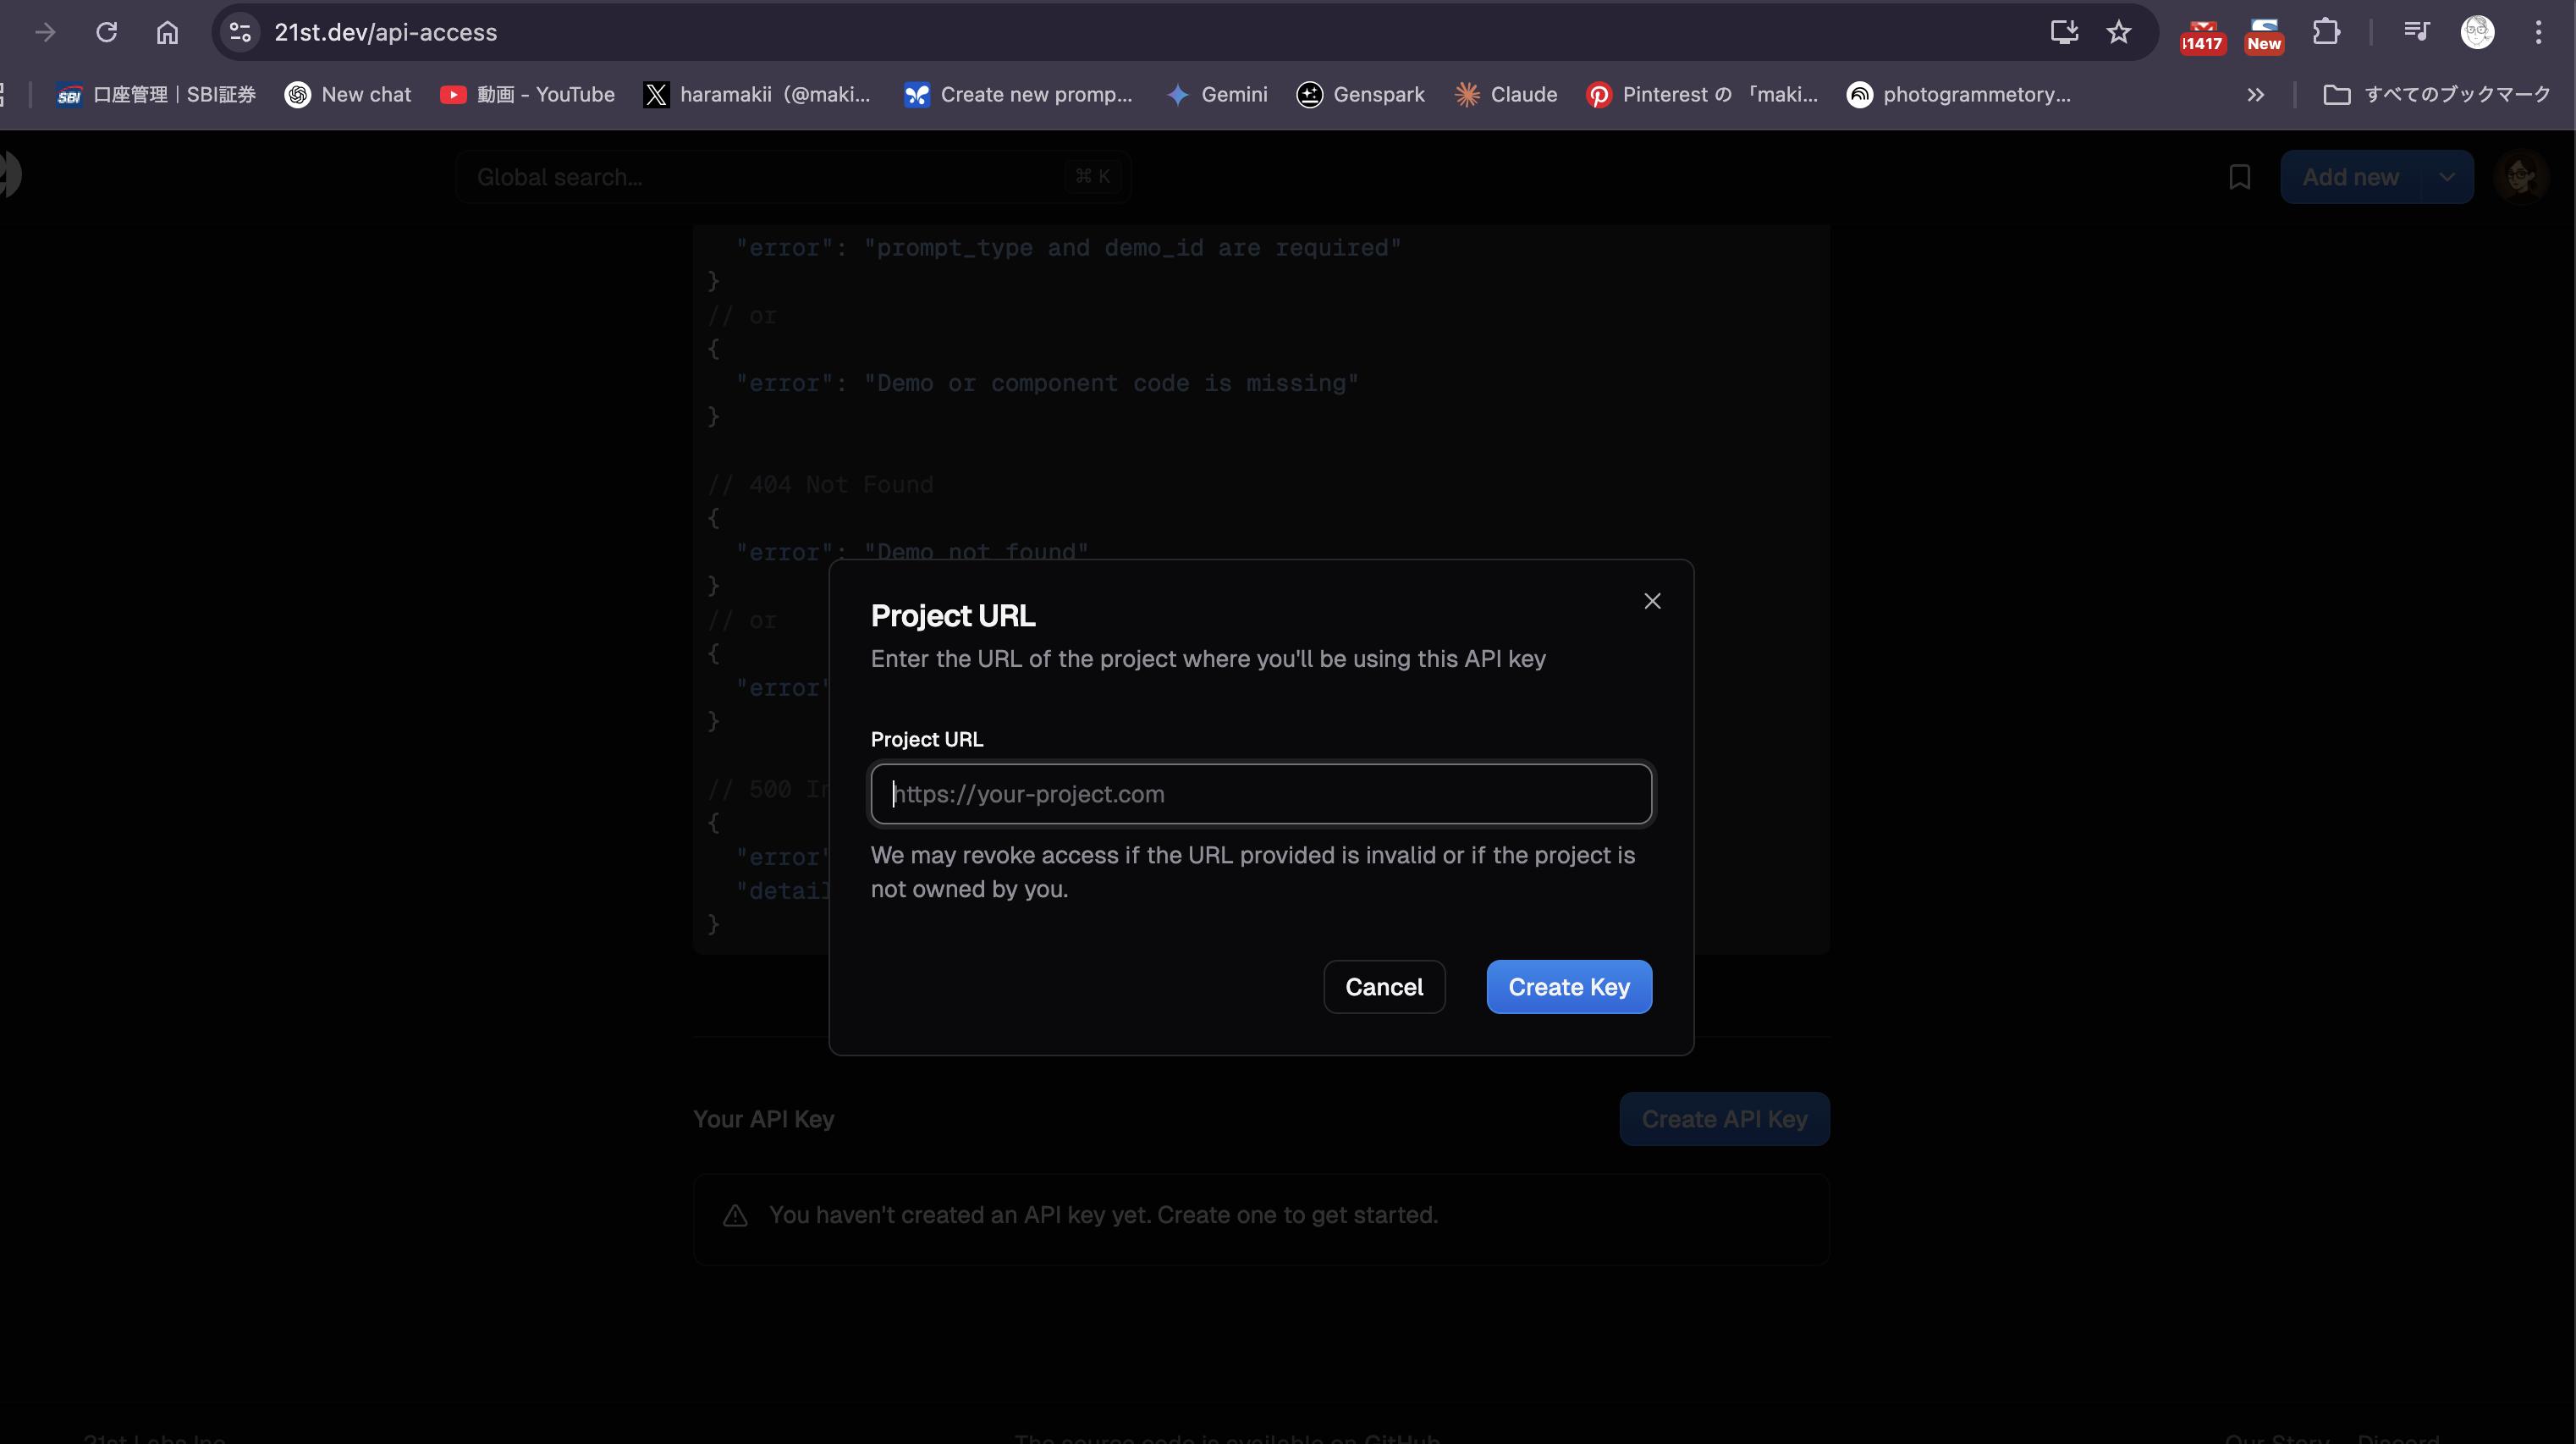 21st.dev/api-access
1417
New
SBI 口座管理｜SBI証券
New chat
動画 - YouTube
X haramakii（@maki...
Create new promp...
Gemini
Genspark
Claude
Pinterest の 「maki...
photogrammetory...
すべてのブックマーク
Global search...
⌘ K
Add new
"error": "prompt_type and demo_id are required"
}
// or
{
"error": "Demo or component code is missing"
}
// 404 Not Found
{
"error": "Demo not found"
}
// or
{
"error"
}
// 500 In
{
"error"
"detail
}
Project URL
Enter the URL of the project where you'll be using this API key
Project URL
https://your-project.com
We may revoke access if the URL provided is invalid or if the project is
not owned by you.
Cancel
Create Key
Your API Key
Create API Key
You haven't created an API key yet. Create one to get started.
21st Labs Inc
The source code is available on GitHub
Our Story
Discord